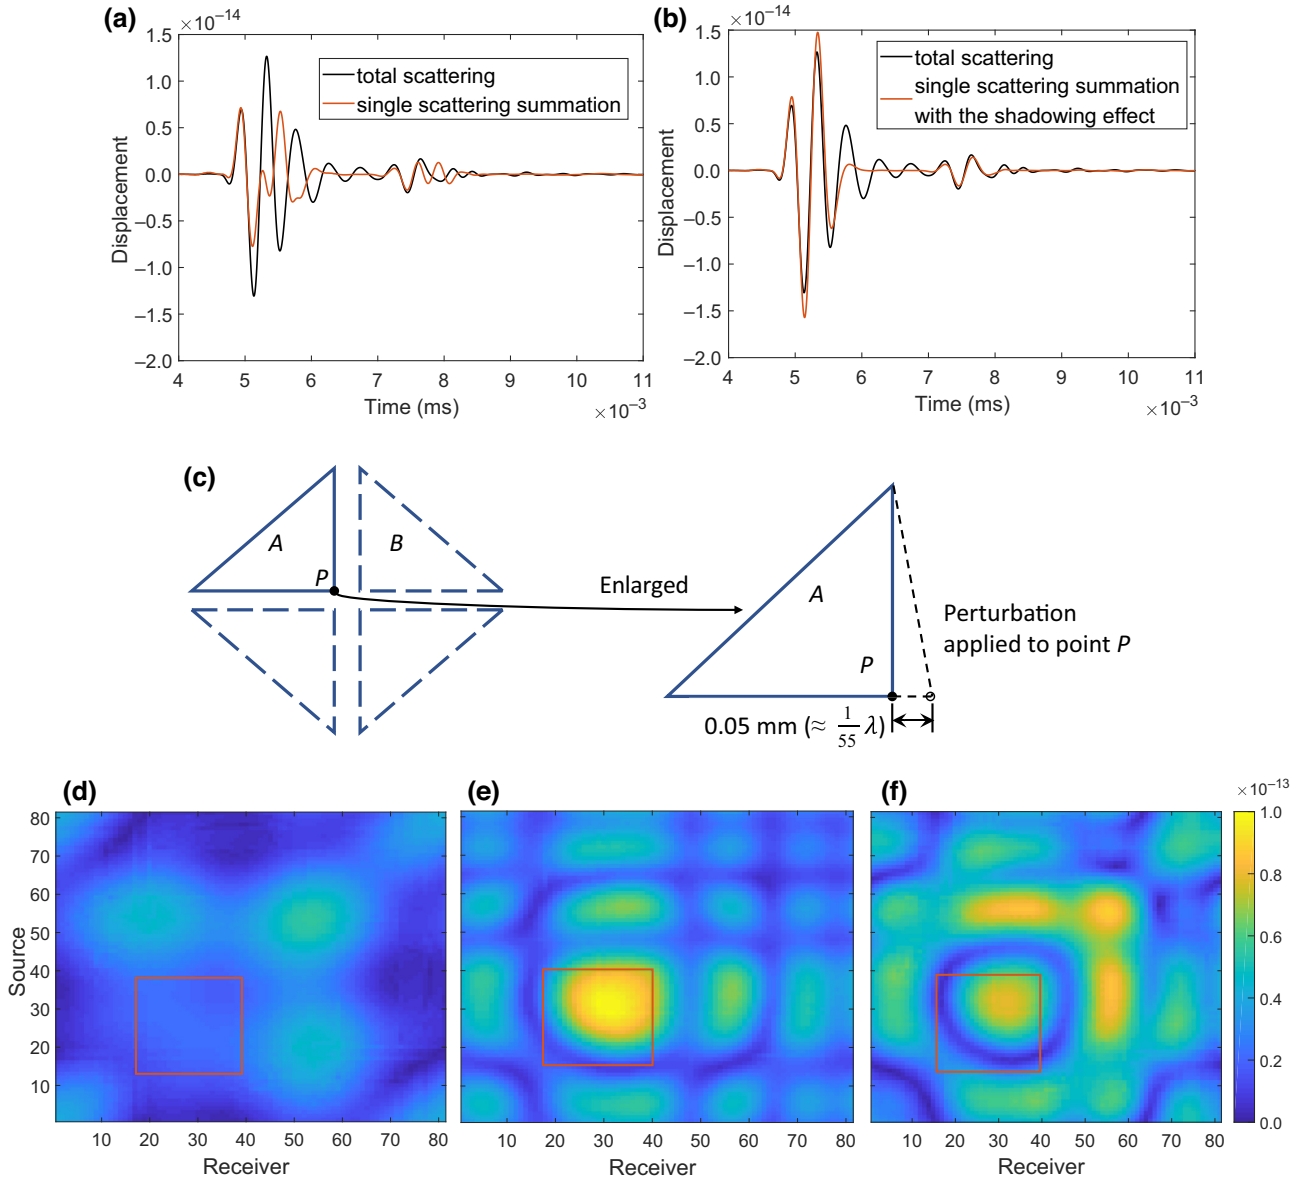 (a)
×10⁻¹⁴
1.5
1.0
0.5
0.0
–0.5
–1.0
–1.5
–2.0
Displacement
total scattering
single scattering summation
4 5 6 7 8 9 10 11
Time (ms)
×10⁻³
(b)
×10⁻¹⁴
1.5
1.0
0.5
0.0
–0.5
–1.0
–1.5
–2.0
Displacement
total scattering
single scattering summation
with the shadowing effect
4 5 6 7 8 9 10 11
Time (ms)
×10⁻³
(c)
A
B
P
Enlarged
A
P
Perturbation
applied to point P
0.05 mm (≈ 1/55 λ)
(d)
80
70
60
50
40
30
20
10
Source
10 20 30 40 50 60 70 80
Receiver
(e)
10 20 30 40 50 60 70 80
Receiver
(f)
10 20 30 40 50 60 70 80
Receiver
×10⁻¹³
1.0
0.8
0.6
0.4
0.2
0.0